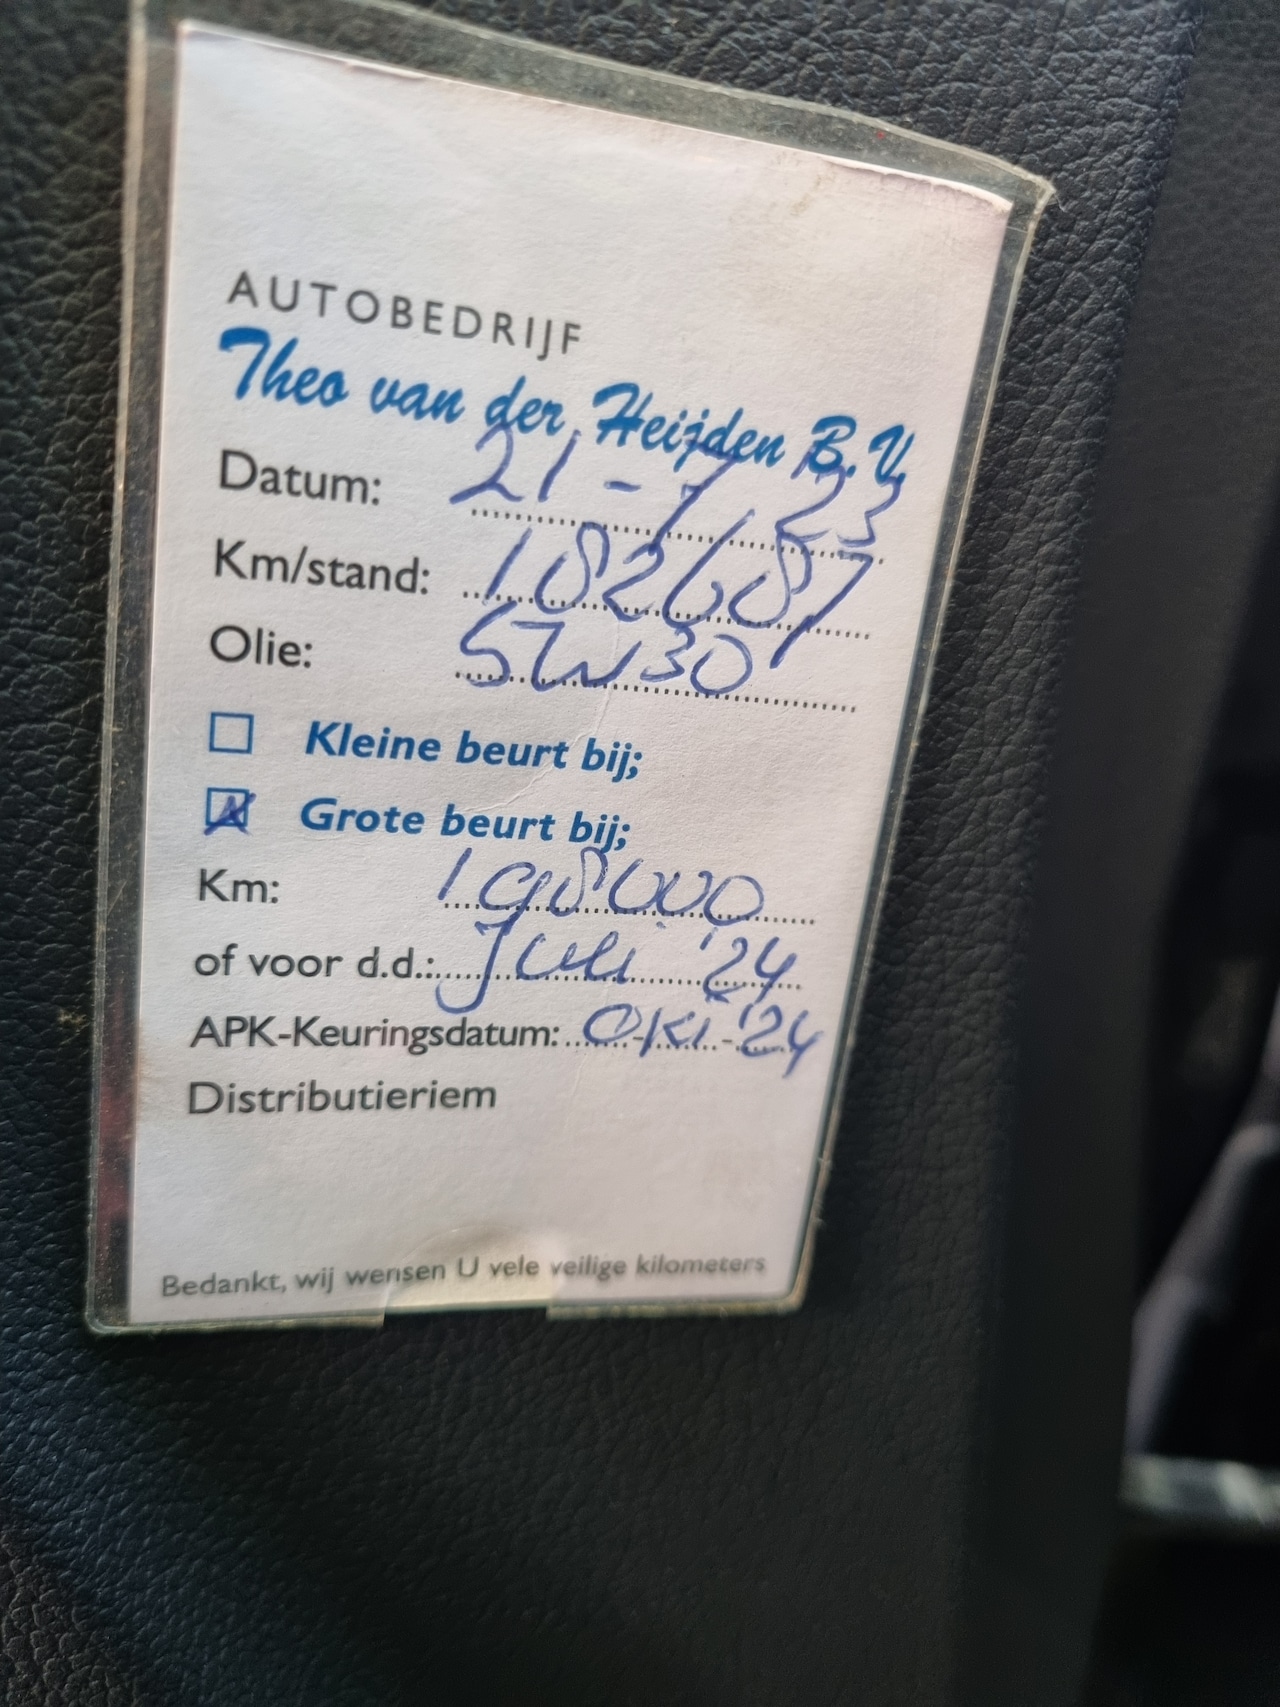 AUTOBEDRIJF
Theo van der Heijden B.V.
Datum: 21-7-23
Km/stand: 182687
Olie: 5W30
Kleine beurt bij;
Grote beurt bij;
Km: 198000
of voor d.d.: Juli '24
APK-Keuringsdatum: OKT '24
Distributieriem
Bedankt, wij wensen U vele veilige kilometers